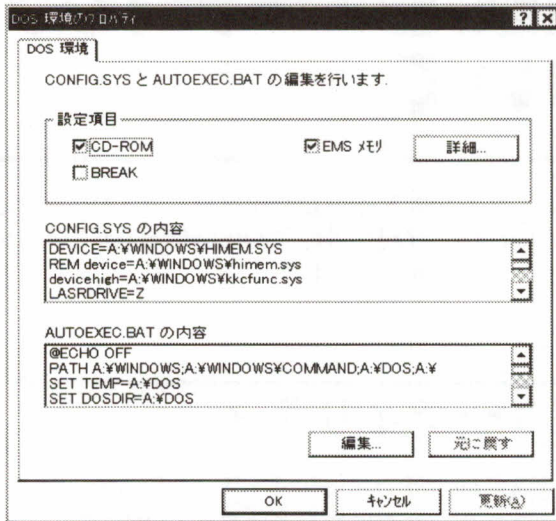 DOS 環境のプロパティ
DOS 環境
CONFIG.SYS と AUTOEXEC.BAT の編集を行います.
設定項目
CD-ROM
EMS メモリ
詳細...
BREAK
CONFIG.SYS の内容
DEVICE=A:¥WINDOWS¥HIMEM.SYS
REM device=A:¥WINDOWS¥himem.sys
devicehigh=A:¥WINDOWS¥kkcfunc.sys
LASRDRIVE=Z
AUTOEXEC.BAT の内容
@ECHO OFF
PATH A:¥WINDOWS;A:¥WINDOWS¥COMMAND;A:¥DOS;A:¥
SET TEMP=A:¥DOS
SET DOSDIR=A:¥DOS
編集...
元に戻す
OK
キャンセル
更新(A)